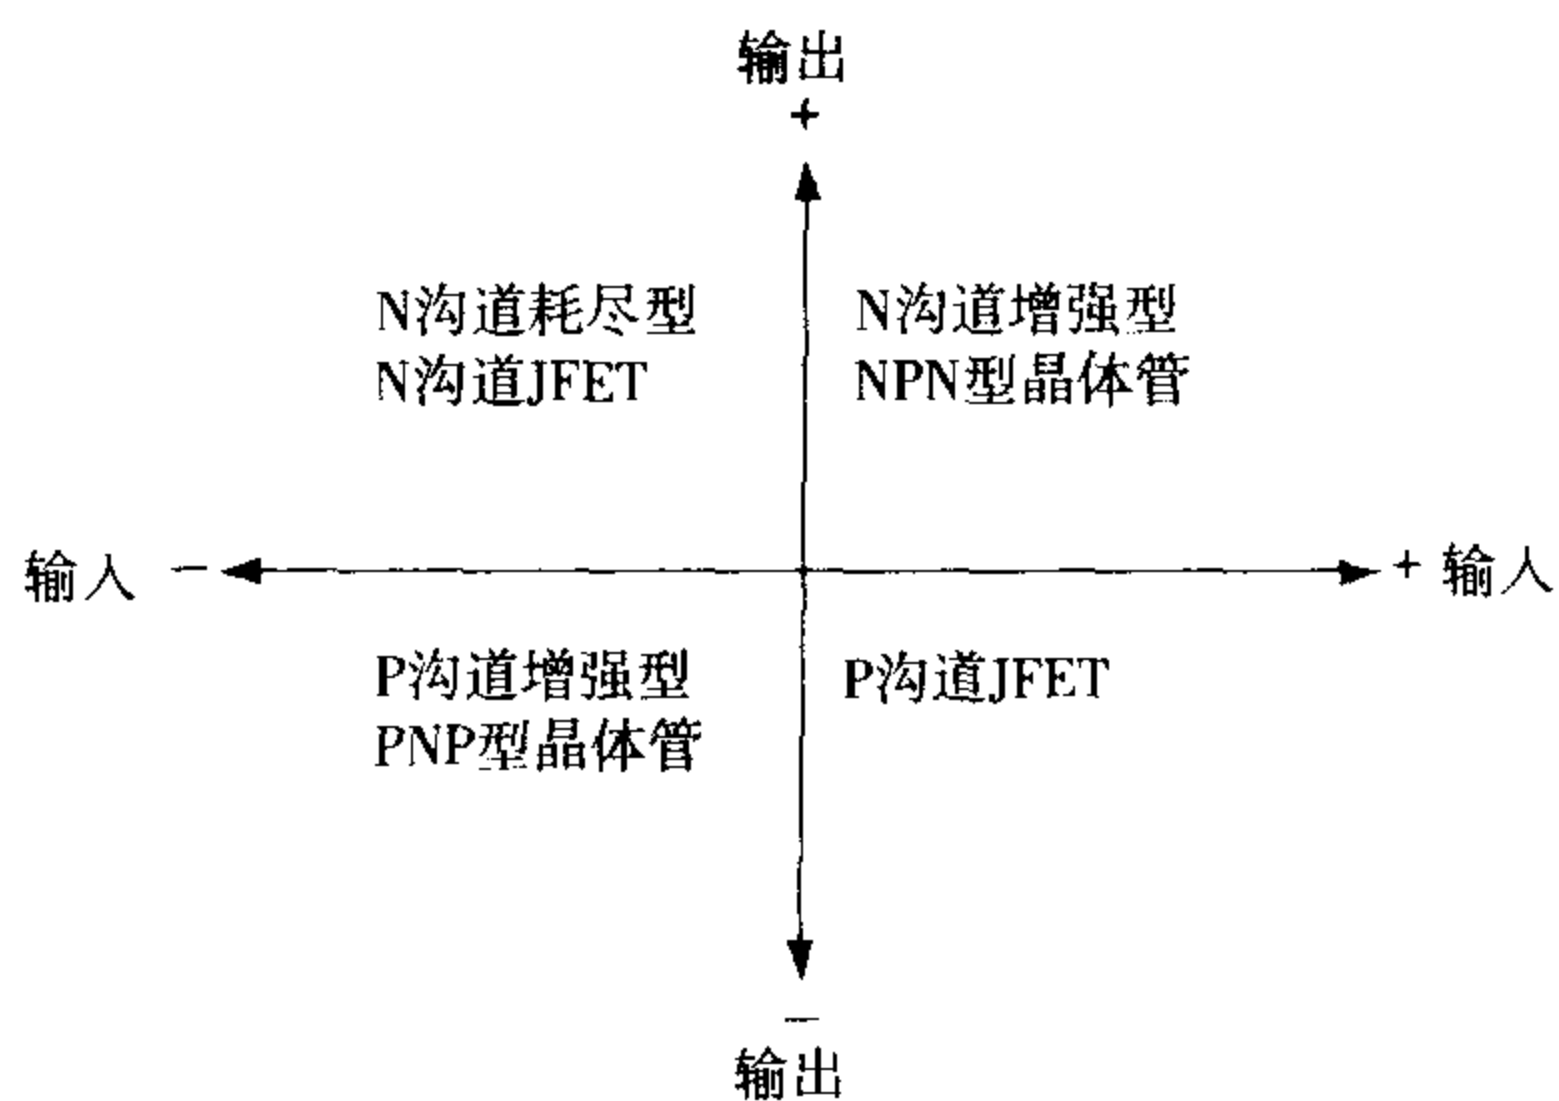 输出
+
N沟道耗尽型
N沟道JFET
N沟道增强型
NPN型晶体管
输入 −
+ 输入
P沟道增强型
PNP型晶体管
P沟道JFET
−
输出